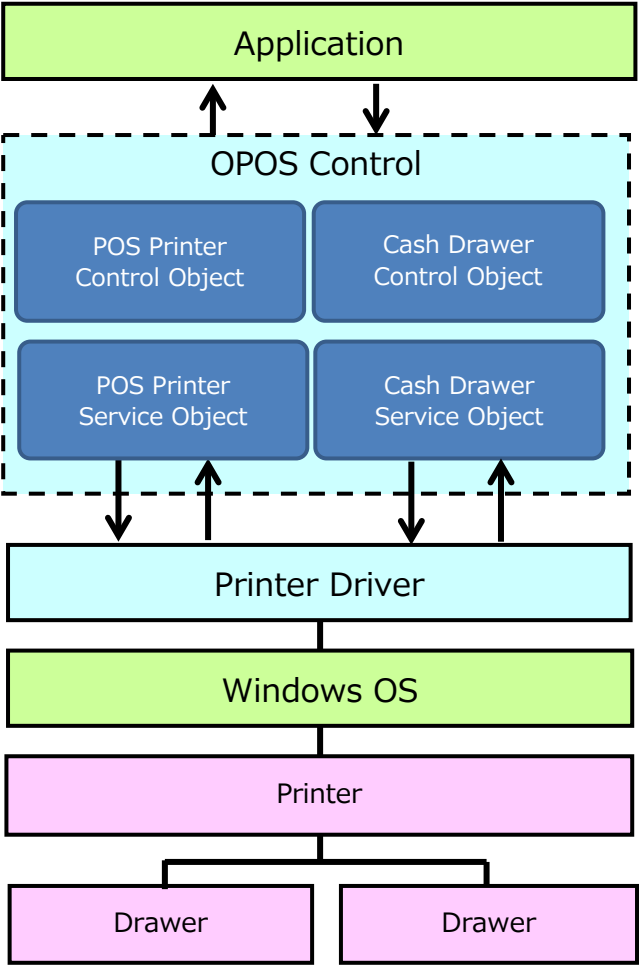 Application
OPOS Control
POS Printer
Control Object
Cash Drawer
Control Object
POS Printer
Service Object
Cash Drawer
Service Object
Printer Driver
Windows OS
Printer
Drawer
Drawer